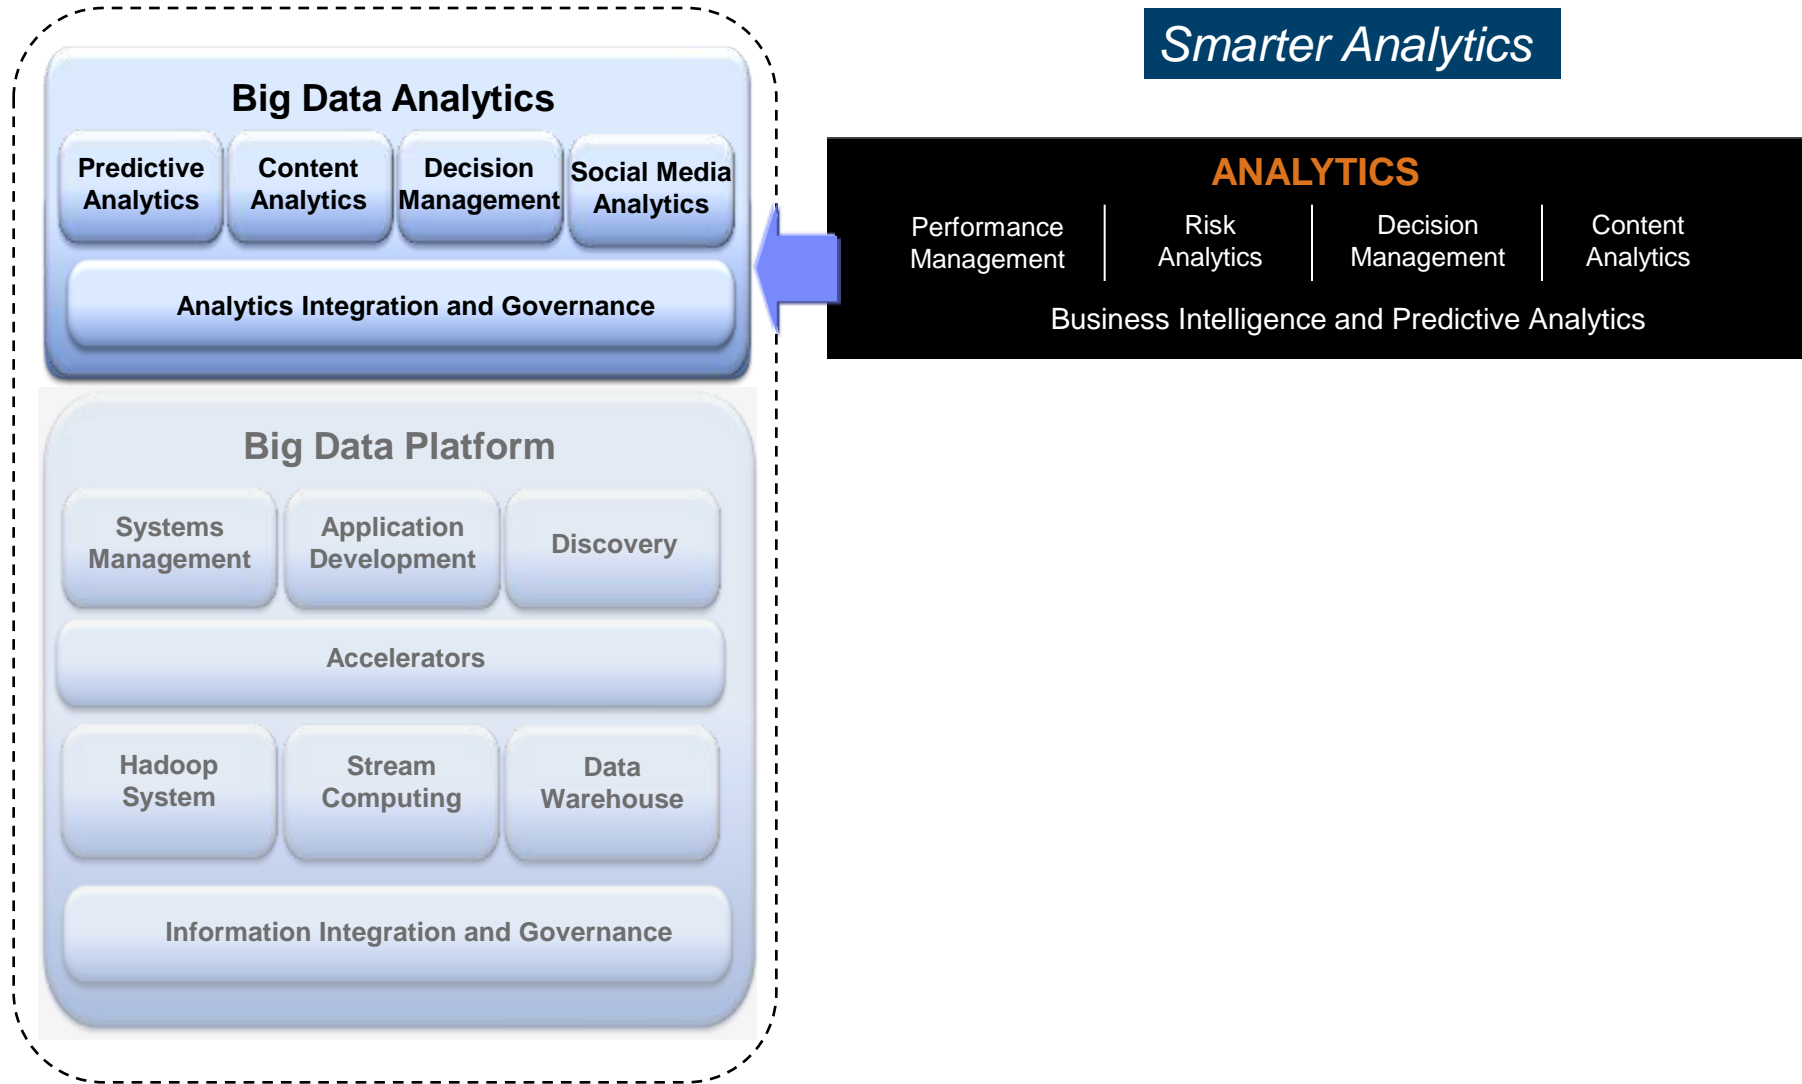 Smarter Analytics
Big Data Analytics
Predictive
Analytics
Content
Analytics
Decision
Management
Social Media
Analytics
Analytics Integration and Governance
ANALYTICS
Performance
Management
Risk
Analytics
Decision
Management
Content
Analytics
Business Intelligence and Predictive Analytics
Big Data Platform
Systems
Management
Application
Development
Discovery
Accelerators
Hadoop
System
Stream
Computing
Data
Warehouse
Information Integration and Governance